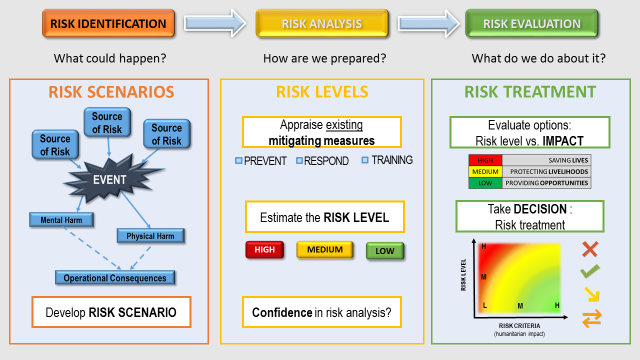 RISK IDENTIFICATION
RISK ANALYSIS
RISK EVALUATION
What could happen?
How are we prepared?
What do we do about it?
RISK SCENARIOS
Source
of Risk
Source
of Risk
Source
of Risk
EVENT
Mental Harm
Physical Harm
Operational Consequences
Develop RISK SCENARIO
RISK LEVELS
Appraise existing
mitigating measures
PREVENT
RESPOND
TRAINING
Estimate the RISK LEVEL
HIGH
MEDIUM
LOW
Confidence in risk analysis?
RISK TREATMENT
Evaluate options:
Risk level vs. IMPACT
HIGH SAVING LIVES
MEDIUM PROTECTING LIVELIHOODS
LOW PROVIDING OPPORTUNITIES
Take DECISION :
Risk treatment
RISK LEVEL
H
M
L M H
RISK CRITERIA
(humanitarian impact)